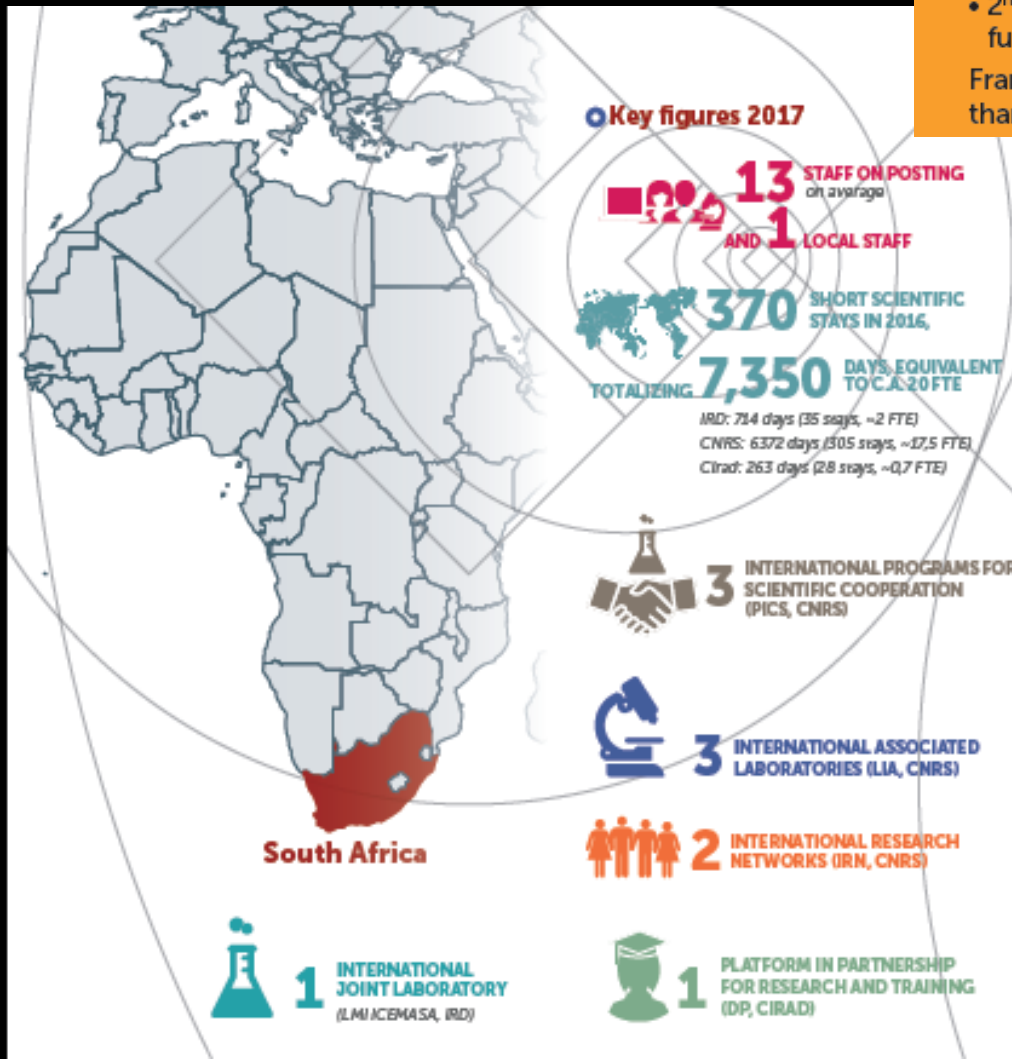 • 2
fu
Fran
than
Key figures 2017
13 STAFF ON POSTING
on average
AND 1 LOCAL STAFF
370 SHORT SCIENTIFIC
STAYS IN 2016,
TOTALIZING 7,350 DAYS, EQUIVALENT
TO C.A. 20 FTE
IRD: 714 days (35 stays, ~2 FTE)
CNRS: 6372 days (305 stays, ~17,5 FTE)
Cirad: 263 days (28 stays, ~0,7 FTE)
3 INTERNATIONAL PROGRAMS FOR
SCIENTIFIC COOPERATION
(PICS, CNRS)
3 INTERNATIONAL ASSOCIATED
LABORATORIES (LIA, CNRS)
South Africa
2 INTERNATIONAL RESEARCH
NETWORKS (IRN, CNRS)
1 INTERNATIONAL
JOINT LABORATORY
(LMI ICEMASA, IRD)
1 PLATFORM IN PARTNERSHIP
FOR RESEARCH AND TRAINING
(DP, CIRAD)